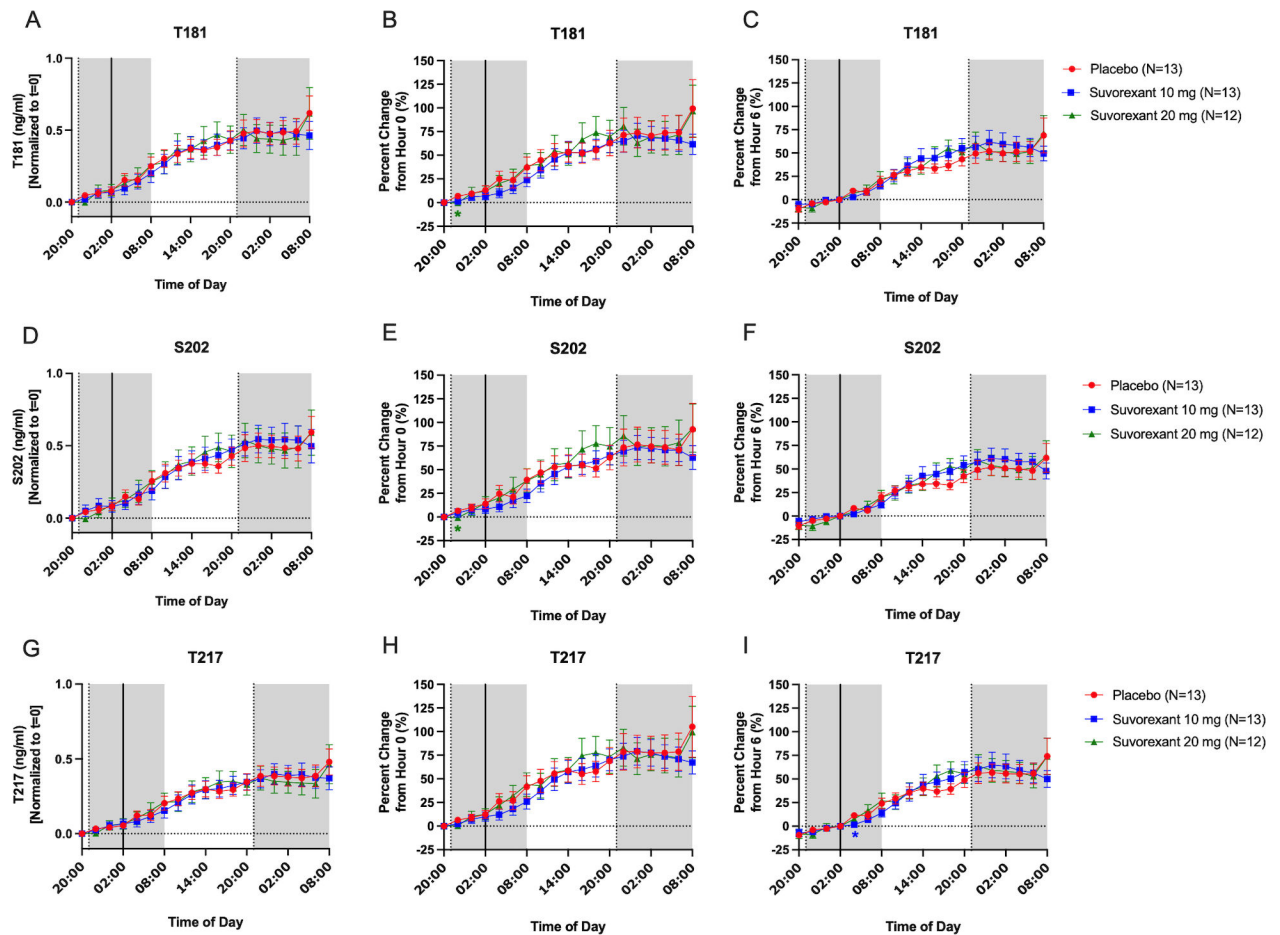 A
T181
T181 (ng/ml)
[Normalized to t=0]
1.0
0.5
0.0
20:00
02:00
08:00
14:00
20:00
02:00
08:00
Time of Day
B
T181
Percent Change
from Hour 0 (%)
150
125
100
75
50
25
0
-25
*
20:00
02:00
08:00
14:00
20:00
02:00
08:00
Time of Day
C
T181
Percent Change
from Hour 6 (%)
150
125
100
75
50
25
0
-25
20:00
02:00
08:00
14:00
20:00
02:00
08:00
Time of Day
Placebo (N=13)
Suvorexant 10 mg (N=13)
Suvorexant 20 mg (N=12)
D
S202
S202 (ng/ml)
[Normalized to t=0]
1.0
0.5
0.0
20:00
02:00
08:00
14:00
20:00
02:00
08:00
Time of Day
E
S202
Percent Change
from Hour 0 (%)
150
125
100
75
50
25
0
-25
*
20:00
02:00
08:00
14:00
20:00
02:00
08:00
Time of Day
F
S202
Percent Change
from Hour 6 (%)
150
125
100
75
50
25
0
-25
20:00
02:00
08:00
14:00
20:00
02:00
08:00
Time of Day
Placebo (N=13)
Suvorexant 10 mg (N=13)
Suvorexant 20 mg (N=12)
G
T217
T217 (ng/ml)
[Normalized to t=0]
1.0
0.5
0.0
20:00
02:00
08:00
14:00
20:00
02:00
08:00
Time of Day
H
T217
Percent Change
from Hour 0 (%)
150
125
100
75
50
25
0
-25
20:00
02:00
08:00
14:00
20:00
02:00
08:00
Time of Day
I
T217
Percent Change
from Hour 6 (%)
150
125
100
75
50
25
0
-25
*
20:00
02:00
08:00
14:00
20:00
02:00
08:00
Time of Day
Placebo (N=13)
Suvorexant 10 mg (N=13)
Suvorexant 20 mg (N=12)